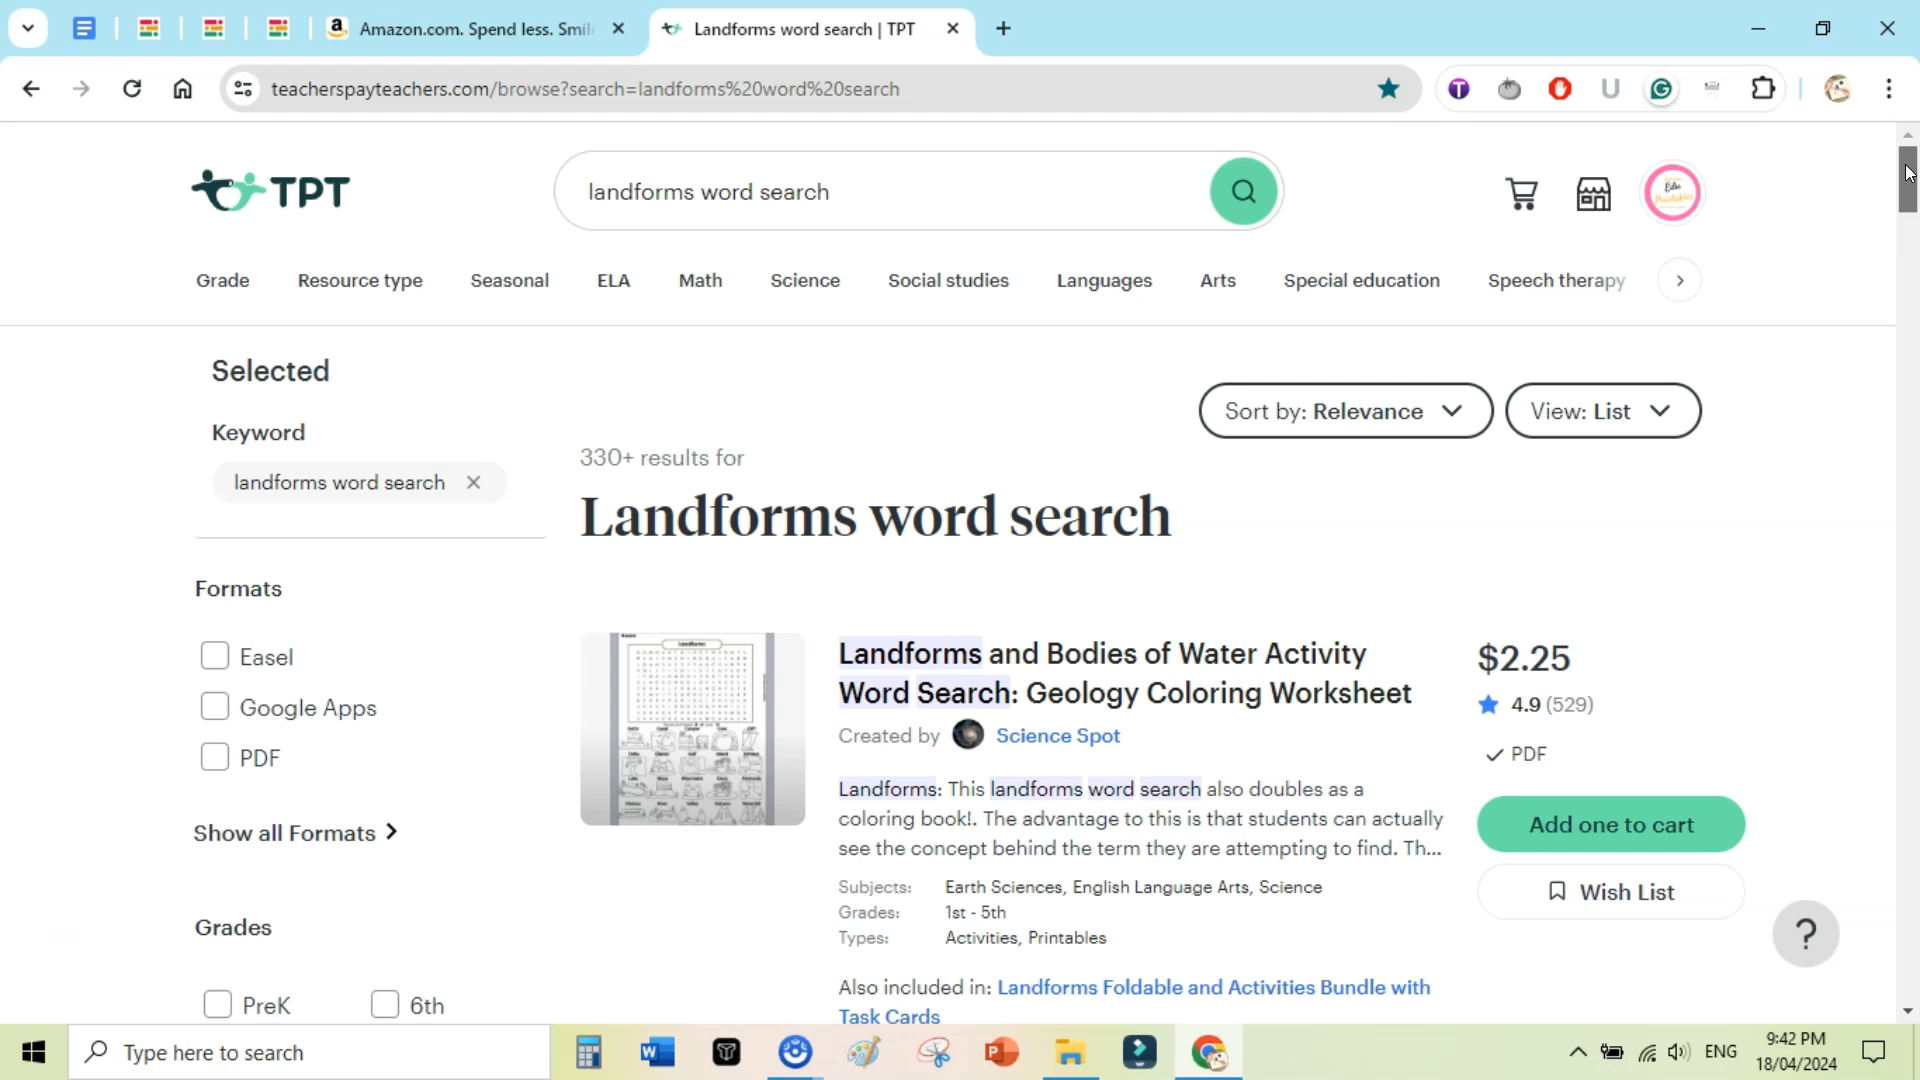 Amazon.com. Spend less. Smil
Landforms word search | TPT
teacherspayteachers.com/browse?search=landforms%20word%20search
TPT
landforms word search
Grade
Resource type
Seasonal
ELA
Math
Science
Social studies
Languages
Arts
Special education
Speech therapy
Selected
Keyword
landforms word search
Sort by: Relevance
View: List
330+ results for
Landforms word search
Formats
Easel
Google Apps
PDF
Show all Formats
Grades
PreK
6th
Landforms
Landforms and Bodies of Water Activity
Word Search: Geology Coloring Worksheet
Created by Science Spot
Landforms: This landforms word search also doubles as a
coloring book!. The advantage to this is that students can actually
see the concept behind the term they are attempting to find. Th...
Subjects: Earth Sciences, English Language Arts, Science
Grades: 1st - 5th
Types: Activities, Printables
Also included in: Landforms Foldable and Activities Bundle with
Task Cards
$2.25
4.9 (529)
PDF
Add one to cart
Wish List
?
Type here to search
ENG
9:42 PM
18/04/2024